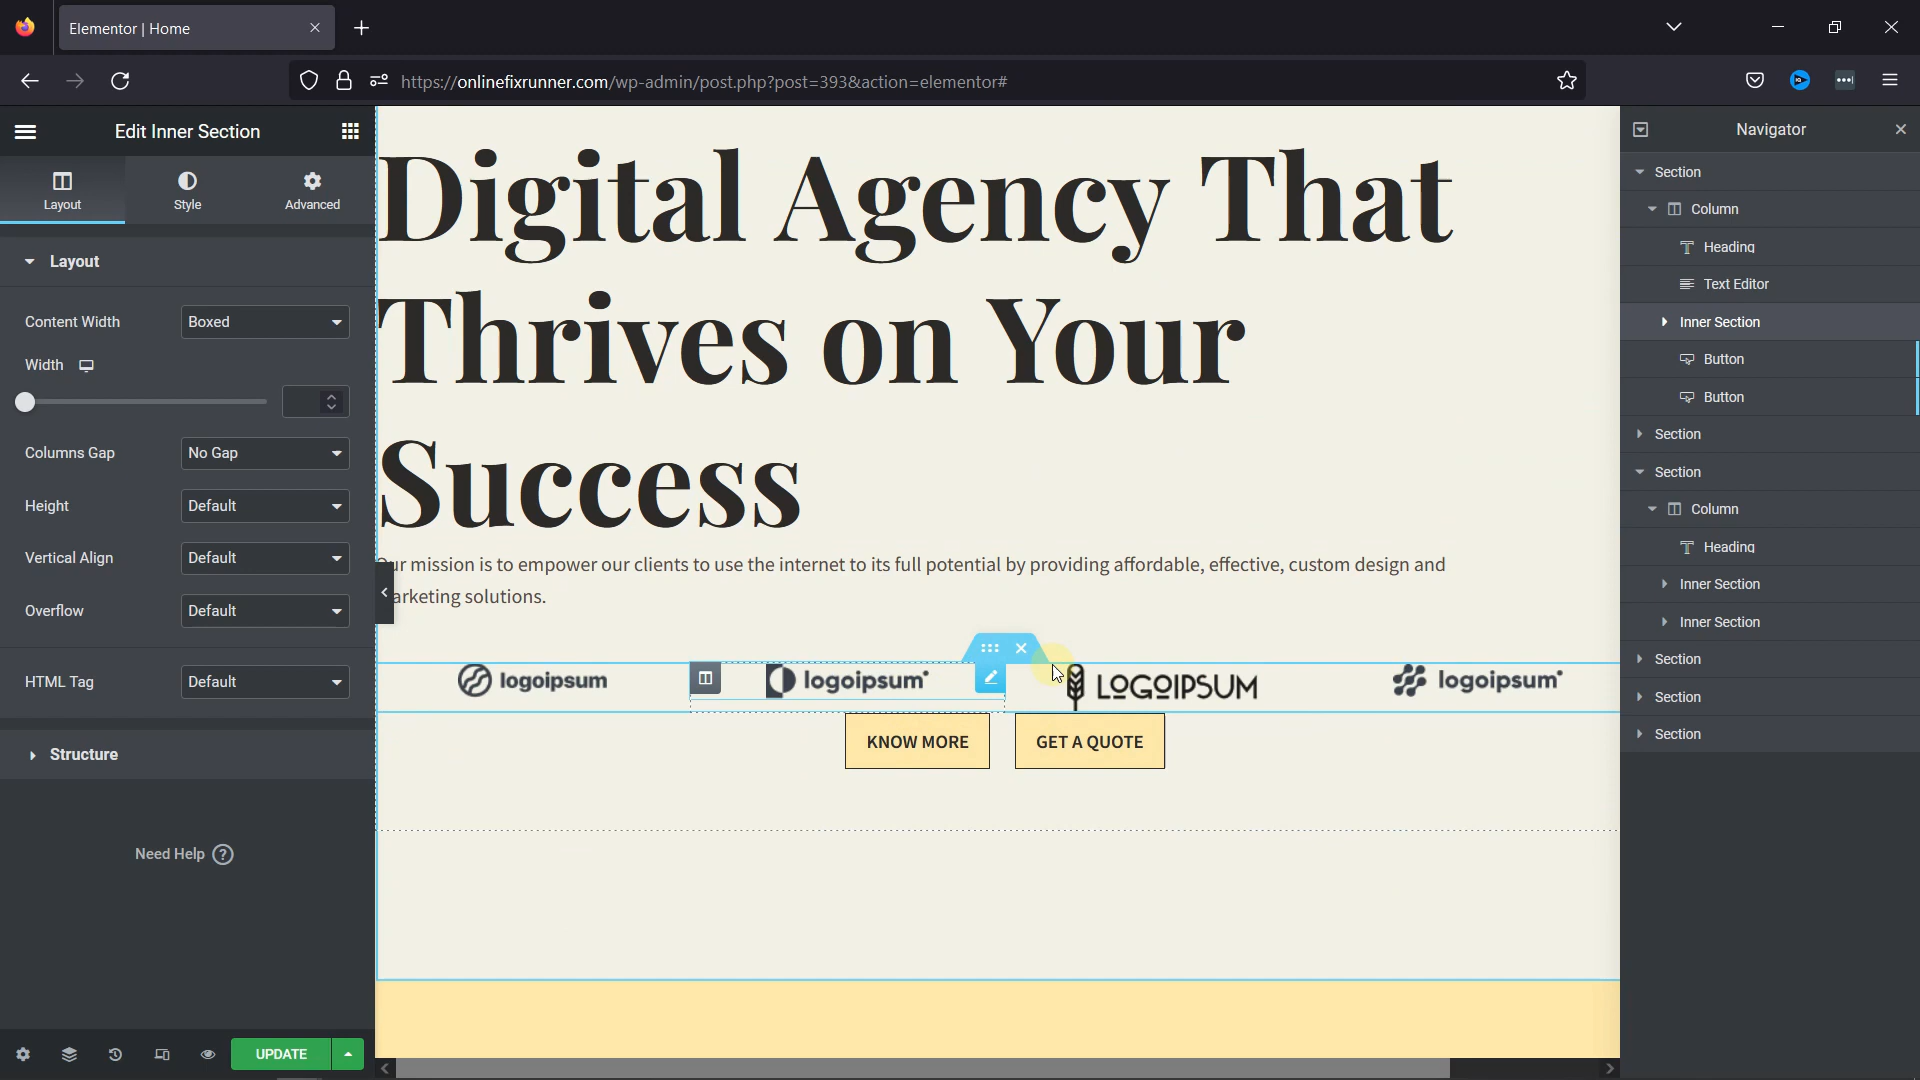 Elementor | Home
https://onlinefixrunner.com/wp-admin/post.php?post=393&action=elementor#
Edit Inner Section
Layout
Style
Advanced
Layout
Content Width
Boxed
Width
Columns Gap
No Gap
Height
Default
Vertical Align
Default
Overflow
Default
HTML Tag
Default
Structure
Need Help
?
UPDATE
Digital Agency That
Thrives on Your
Success
Our mission is to empower our clients to use the internet to its full potential by providing affordable, effective, custom design and
arketing solutions.
logoipsum
logoipsum
LOGOIPSUM
logoipsum
KNOW MORE
GET A QUOTE
Navigator
Section
Column
Heading
Text Editor
Inner Section
Button
Button
Section
Section
Column
Heading
Inner Section
Inner Section
Section
Section
Section